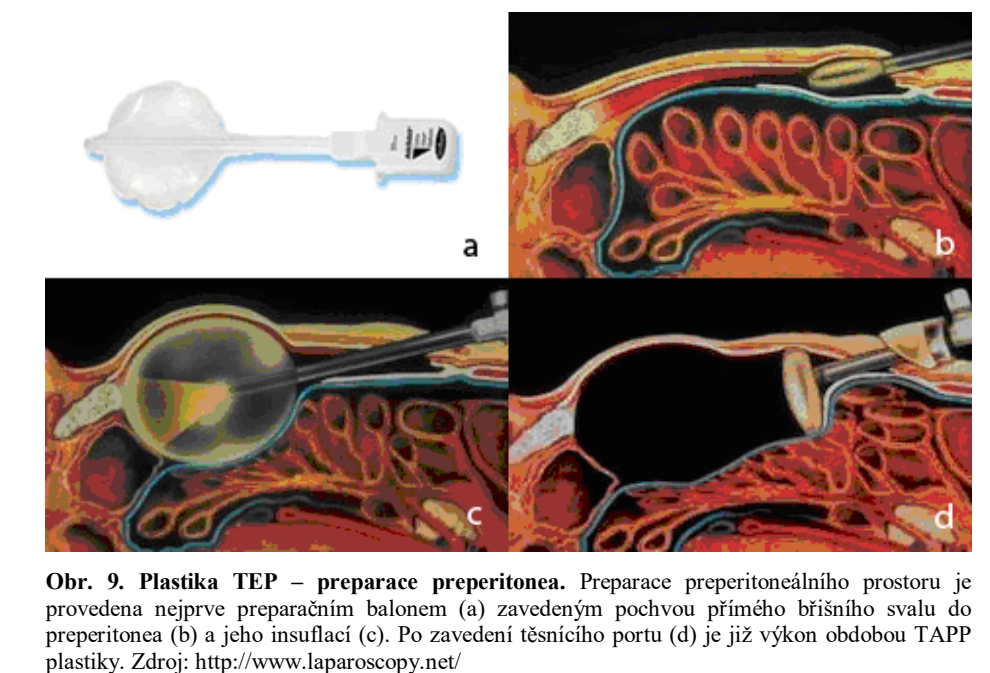 a
b
c
d
Obr. 9. Plastika TEP – preparace preperitonea. Preparace preperitoneálního prostoru je
provedena nejprve preparačním balonem (a) zavedeným pochvou přímého břišního svalu do
preperitonea (b) a jeho insuflací (c). Po zavedení těsnícího portu (d) je již výkon obdobou TAPP
plastiky. Zdroj: http://www.laparoscopy.net/